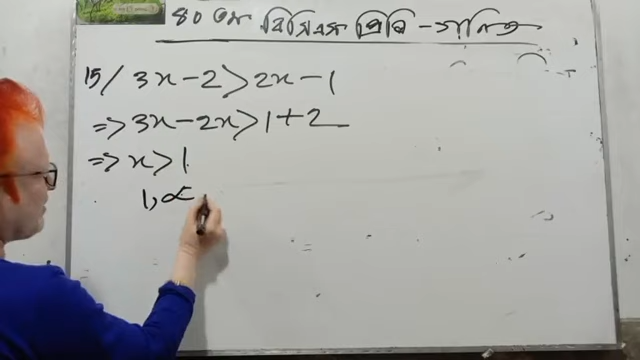 ৪০ তম বিসিএস প্রিলি - গণিত
15/ 3x-2>2x-1
=> 3x-2x>1+2
=> x>1
1, ∝